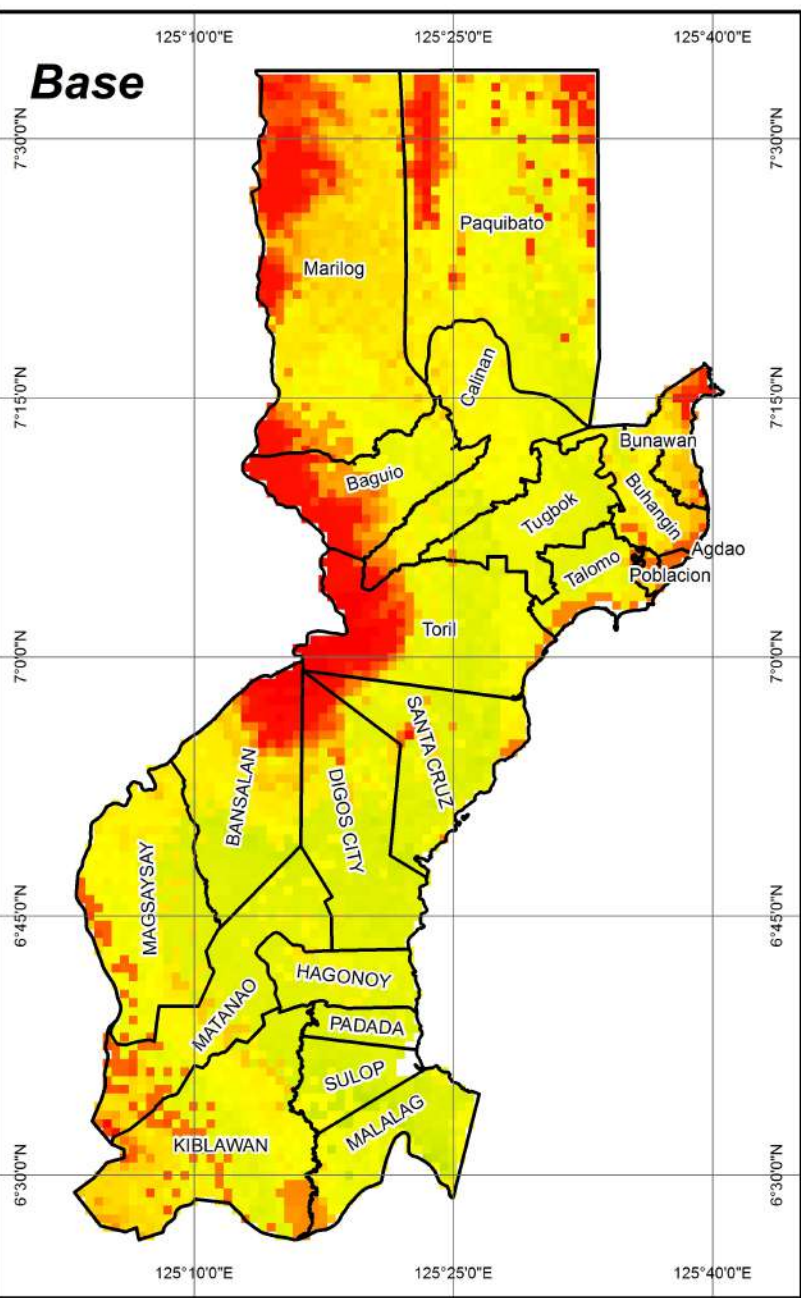 125°10'0"E 125°25'0"E 125°40'0"E
Base
7°30'0"N 7°30'0"N
Paquibato
Marilog
Calinan
7°15'0"N 7°15'0"N
Bunawan
Baguio
Buhangin
Tugbok
Agdao
Talomo
Poblacion
Toril
7°0'0"N 7°0'0"N
SANTA CRUZ
BANSALAN
DIGOS CITY
MAGSAYSAY
6°45'0"N 6°45'0"N
HAGONOY
MATANAO
PADADA
SULOP
MALALAG
KIBLAWAN
6°30'0"N 6°30'0"N
125°10'0"E 125°25'0"E 125°40'0"E